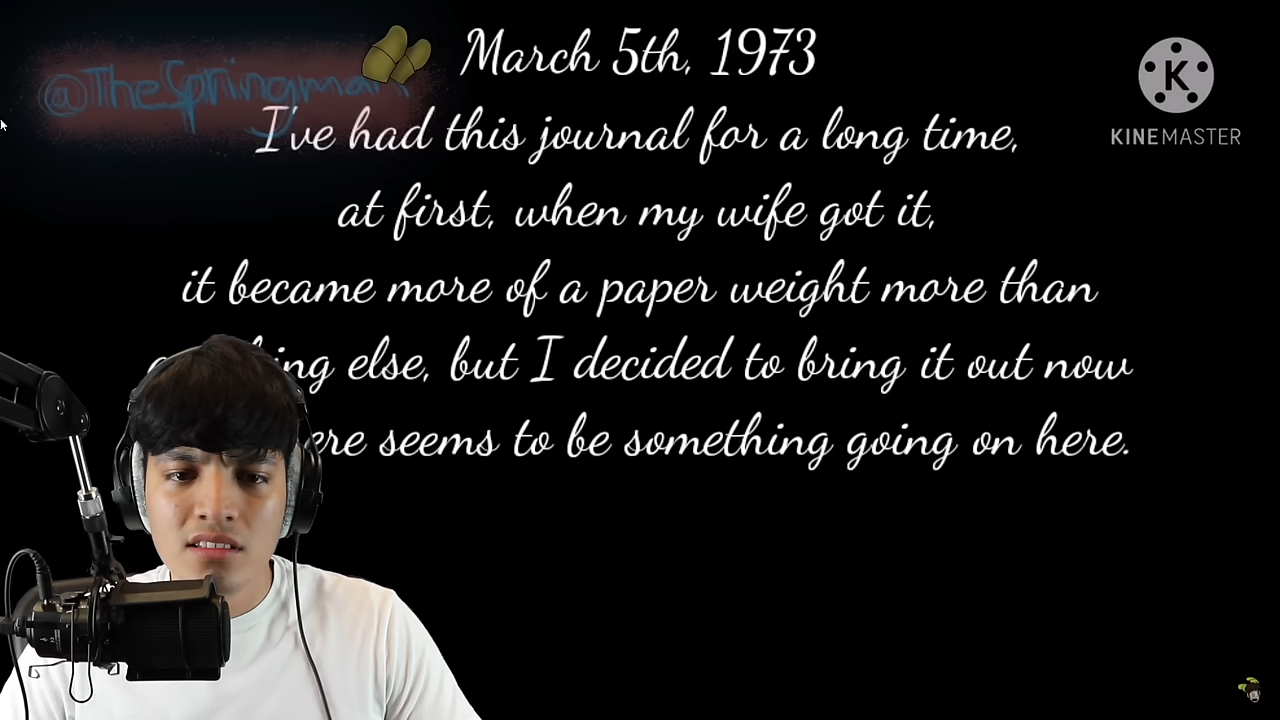 @TheSpringman
March 5th, 1973
I've had this journal for a long time,
at first, when my wife got it,
it became more of a paper weight more than
else, but I decided to bring it out now
seems to be something going on here.
K
KINEMASTER